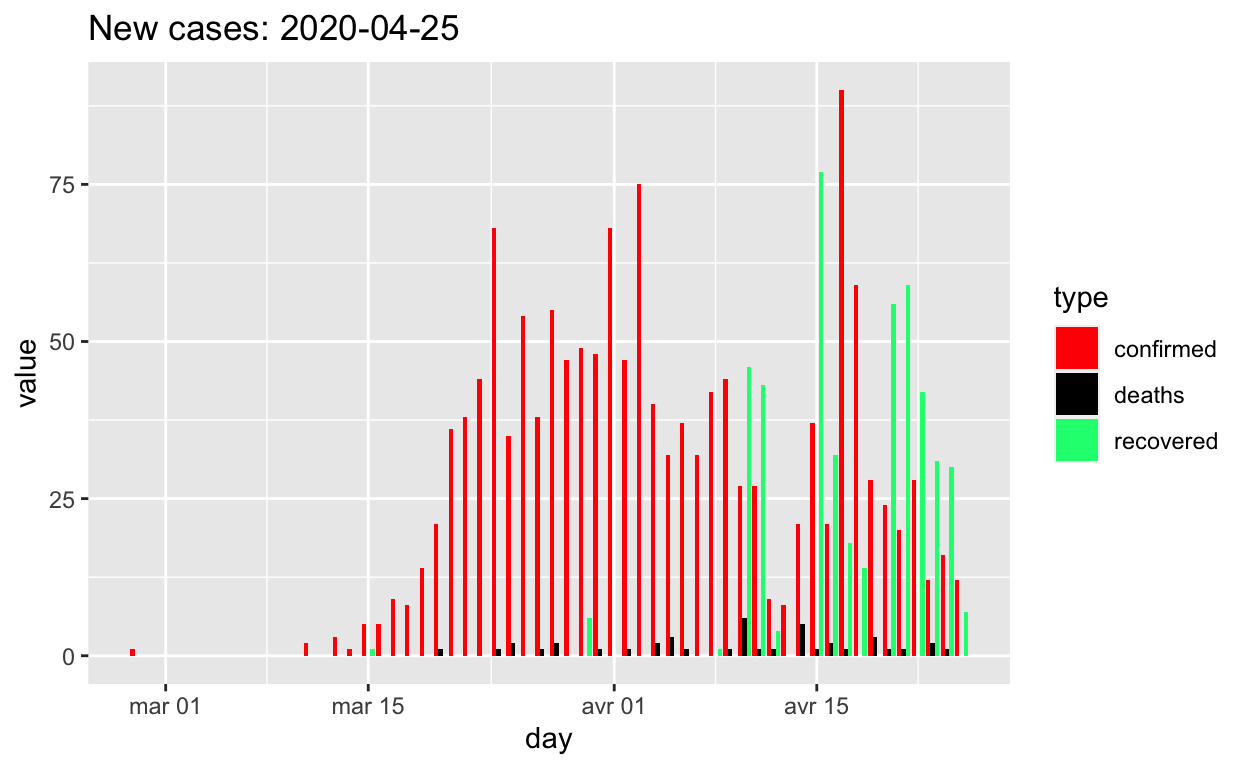 New cases: 2020-04-25
value
75
50
25
0
mar 01
mar 15
avr 01
avr 15
day
type
confirmed
deaths
recovered